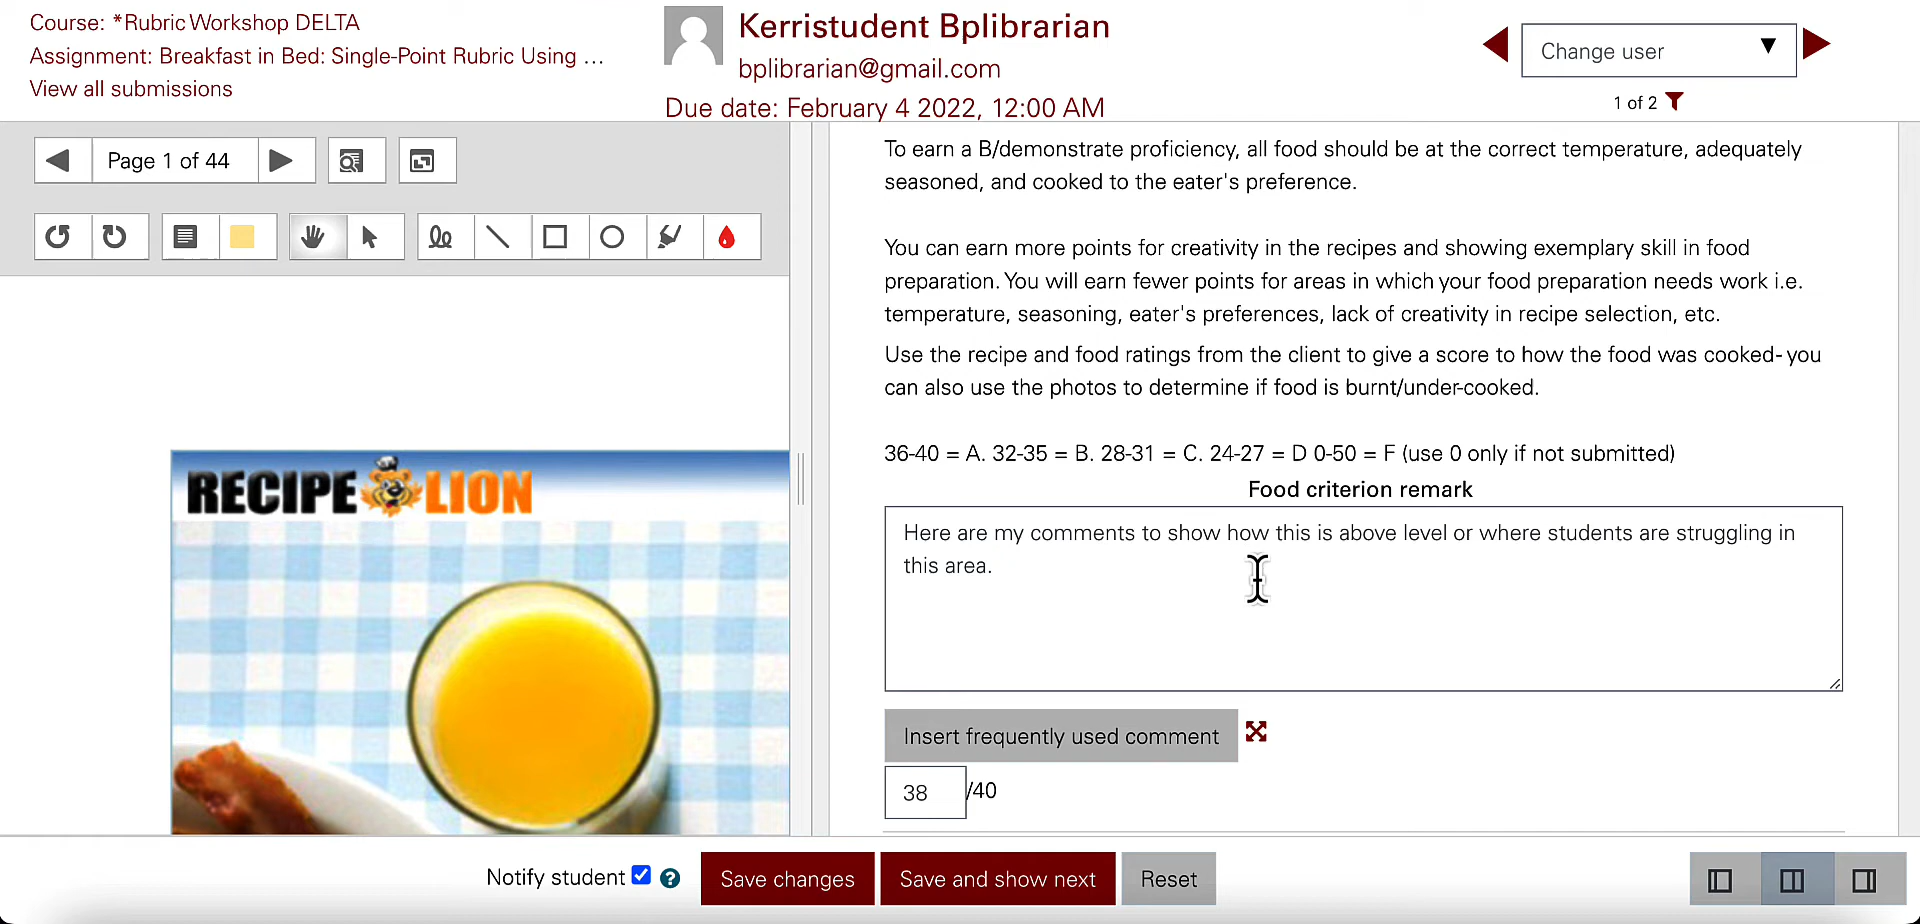 Course: *Rubric Workshop DELTA
Assignment: Breakfast in Bed: Single-Point Rubric Using ...
View all submissions
Kerristudent Bplibrarian
bplibrarian@gmail.com
Due date: February 4 2022, 12:00 AM
Change user
1 of 2
Page 1 of 44
RECIPE LION
To earn a B/demonstrate proficiency, all food should be at the correct temperature, adequately
seasoned, and cooked to the eater's preference.
You can earn more points for creativity in the recipes and showing exemplary skill in food
preparation. You will earn fewer points for areas in which your food preparation needs work i.e.
temperature, seasoning, eater's preferences, lack of creativity in recipe selection, etc.
Use the recipe and food ratings from the client to give a score to how the food was cooked- you
can also use the photos to determine if food is burnt/under-cooked.
36-40 = A. 32-35 = B. 28-31 = C. 24-27 = D 0-50 = F (use 0 only if not submitted)
Food criterion remark
Here are my comments to show how this is above level or where students are struggling in
this area.
Insert frequently used comment
38 /40
Notify student
Save changes
Save and show next
Reset